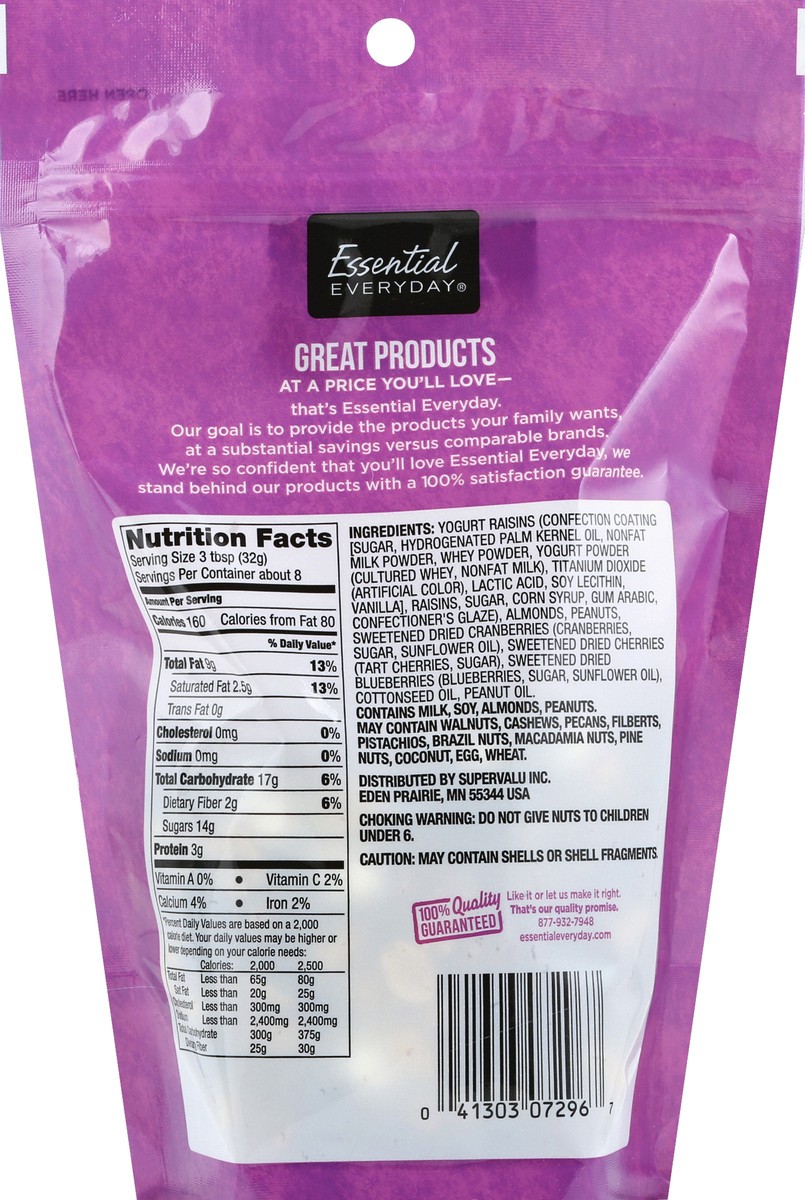 OPEN HERE
Essential
EVERYDAY®
GREAT PRODUCTS
AT A PRICE YOU'LL LOVE—
that's Essential Everyday.
Our goal is to provide the products your family wants,
at a substantial savings versus comparable brands.
We're so confident that you'll love Essential Everyday, we
stand behind our products with a 100% satisfaction guarantee.
Nutrition Facts
Serving Size 3 tbsp (32g)
Servings Per Container about 8
Amount Per Serving
Calories 160 Calories from Fat 80
% Daily Value*
Total Fat 9g 13%
Saturated Fat 2.5g 13%
Trans Fat 0g
Cholesterol 0mg 0%
Sodium 0mg 0%
Total Carbohydrate 17g 6%
Dietary Fiber 2g 6%
Sugars 14g
Protein 3g
Vitamin A 0% • Vitamin C 2%
Calcium 4% • Iron 2%
*Percent Daily Values are based on a 2,000
calorie diet. Your daily values may be higher or
lower depending on your calorie needs:
Calories: 2,000 2,500
Total Fat Less than 65g 80g
Sat Fat Less than 20g 25g
Cholesterol Less than 300mg 300mg
Sodium Less than 2,400mg 2,400mg
Total Carbohydrate 300g 375g
Dietary Fiber 25g 30g
INGREDIENTS: YOGURT RAISINS (CONFECTION COATING
[SUGAR, HYDROGENATED PALM KERNEL OIL, NONFAT
MILK POWDER, WHEY POWDER, YOGURT POWDER
(CULTURED WHEY, NONFAT MILK), TITANIUM DIOXIDE
(ARTIFICIAL COLOR), LACTIC ACID, SOY LECITHIN,
VANILLA], RAISINS, SUGAR, CORN SYRUP, GUM ARABIC,
CONFECTIONER'S GLAZE), ALMONDS, PEANUTS,
SWEETENED DRIED CRANBERRIES (CRANBERRIES,
SUGAR, SUNFLOWER OIL), SWEETENED DRIED CHERRIES
(TART CHERRIES, SUGAR), SWEETENED DRIED
BLUEBERRIES (BLUEBERRIES, SUGAR, SUNFLOWER OIL),
COTTONSEED OIL, PEANUT OIL.
CONTAINS MILK, SOY, ALMONDS, PEANUTS.
MAY CONTAIN WALNUTS, CASHEWS, PECANS, FILBERTS,
PISTACHIOS, BRAZIL NUTS, MACADAMIA NUTS, PINE
NUTS, COCONUT, EGG, WHEAT.
DISTRIBUTED BY SUPERVALU INC.
EDEN PRAIRIE, MN 55344 USA
CHOKING WARNING: DO NOT GIVE NUTS TO CHILDREN
UNDER 6.
CAUTION: MAY CONTAIN SHELLS OR SHELL FRAGMENTS.
100% Quality
GUARANTEED
Like it or let us make it right.
That's our quality promise.
877-932-7948
essentialeveryday.com
0 41303 07296 7